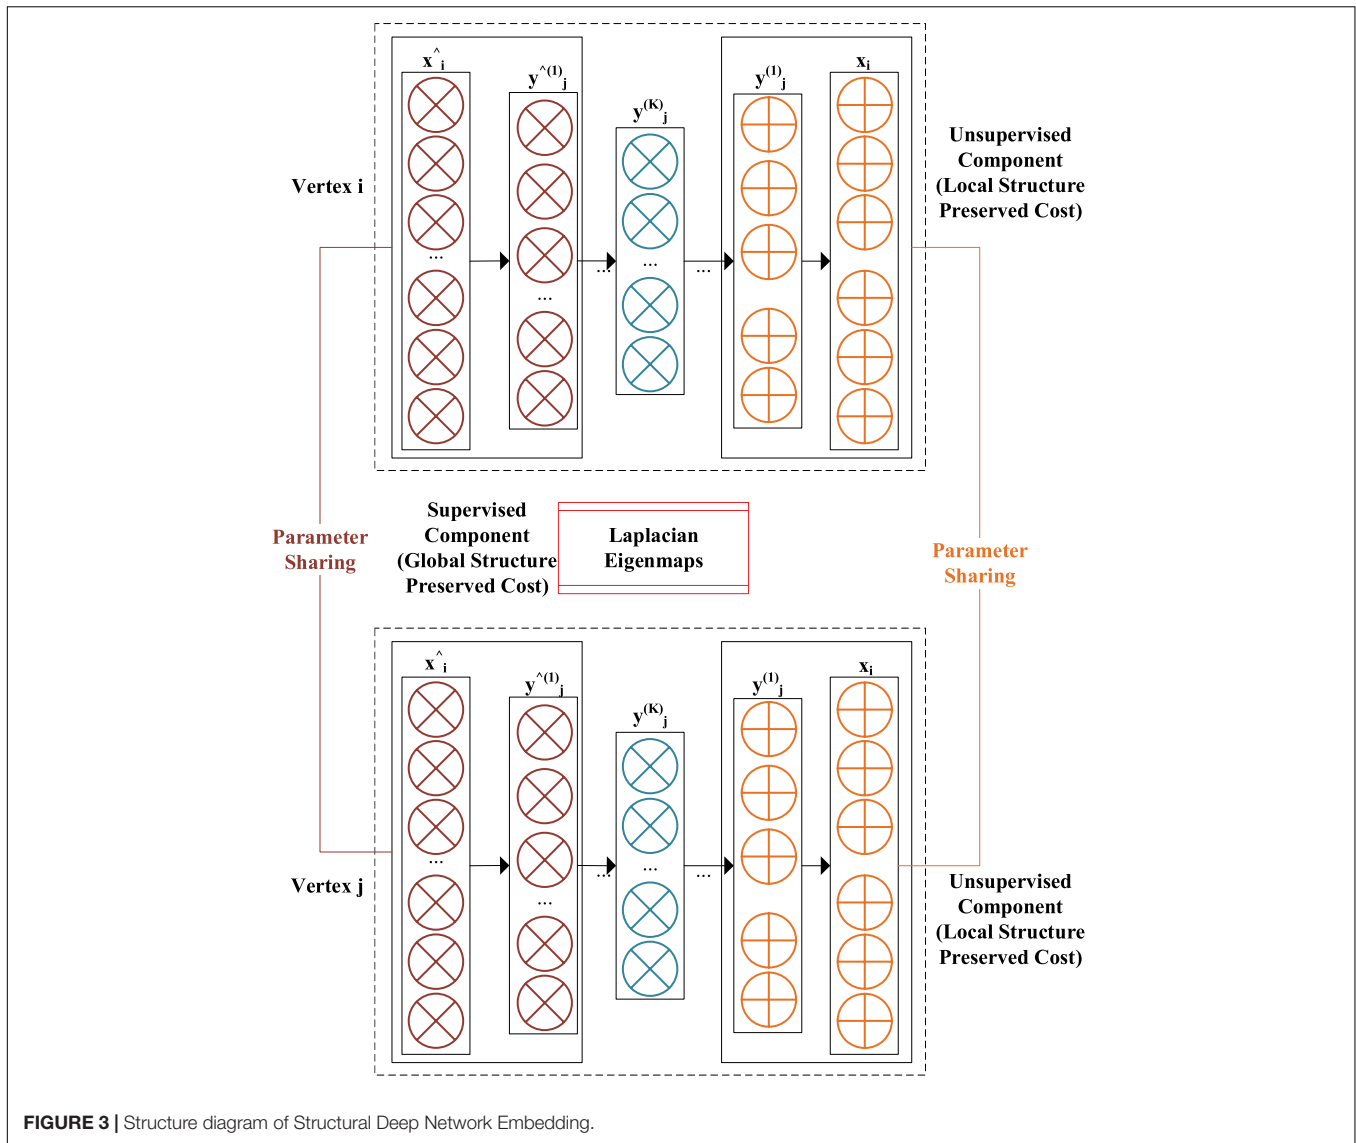 x^i
y^(1)j
y(K)j
y(1)j
xi
Vertex i
...
...
...
...
...
Unsupervised
Component
(Local Structure
Preserved Cost)
Parameter
Sharing
Supervised
Component
(Global Structure
Preserved Cost)
Laplacian
Eigenmaps
Parameter
Sharing
x^i
y^(1)j
y(K)j
y(1)j
xi
Vertex j
...
...
...
...
...
Unsupervised
Component
(Local Structure
Preserved Cost)
FIGURE 3 | Structure diagram of Structural Deep Network Embedding.